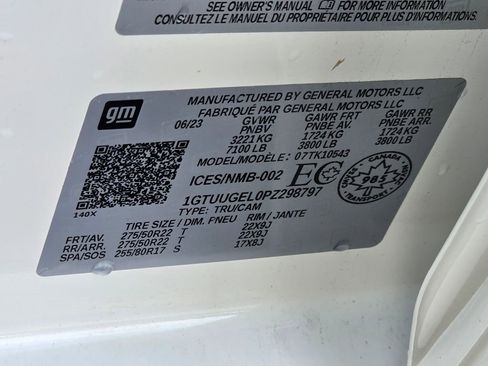 SEE OWNER'S MANUAL FOR MORE INFORMATION
CONSULTEZ LE MANUEL DU PROPRIÉTAIRE POUR PLUS D'INFORMATIONS
gm
MANUFACTURED BY GENERAL MOTORS LLC
FABRIQUÉ PAR GENERAL MOTORS LLC
06/23 GVWR GAWR FRT GAWR RR
PNBV PNBE AV. PNBE ARR.
3221 KG 1724 KG 1724 KG
7100 LB 3800 LB 3800 LB
MODEL/MODÈLE: 07TK10543
ICES/NMB-002 EC
CANADA
985
TRANSPORT
140X
1GTUUGEL0PZ298797
TYPE: TRU/CAM
TIRE SIZE / DIM. PNEU RIM / JANTE
FRT/AV. 275/50R22 T 22X9J
RR/ARR. 275/50R22 T 22X9J
SPA/SOS 255/80R17 S 17X8J